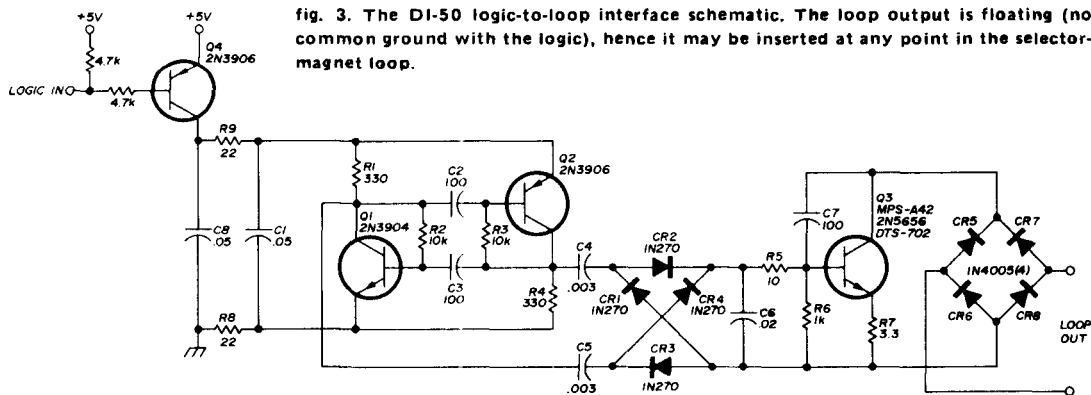 fig. 3. The DI-50 logic-to-loop interface schematic. The loop output is floating (no
common ground with the logic), hence it may be inserted at any point in the selector-
magnet loop.
+5V
+5V
Q4
2N3906
4.7k
LOGIC IN
4.7k
R9
22
R1
330
C2
100
Q2
2N3906
Q1
2N3904
R2
10k
R3
10k
C8
.05
C1
.05
C3
100
C4
.003
R4
330
R8
22
C5
.003
CR2
1N270
CR1
1N270
CR4
1N270
CR3
1N270
C6
.02
R5
10
R6
1k
C7
100
Q3
MPS-A42
2N5656
DTS-702
R7
3.3
CR5
CR7
1N4005(4)
CR6
CR8
LOOP
OUT